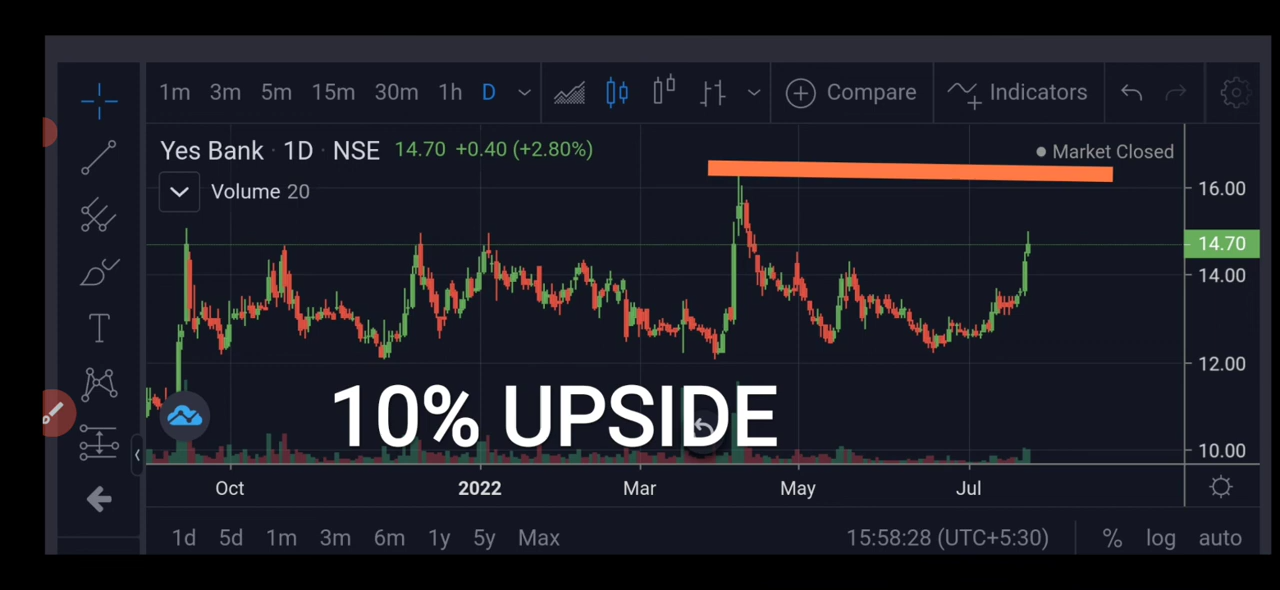 1m 3m 5m 15m 30m 1h D Compare Indicators
Yes Bank · 1D · NSE 14.70 +0.40 (+2.80%) Market Closed
Volume 20
16.00
14.70
14.00
12.00
10% UPSIDE
10.00
Oct 2022 Mar May Jul
1d 5d 1m 3m 6m 1y 5y Max 15:58:28 (UTC+5:30) % log auto